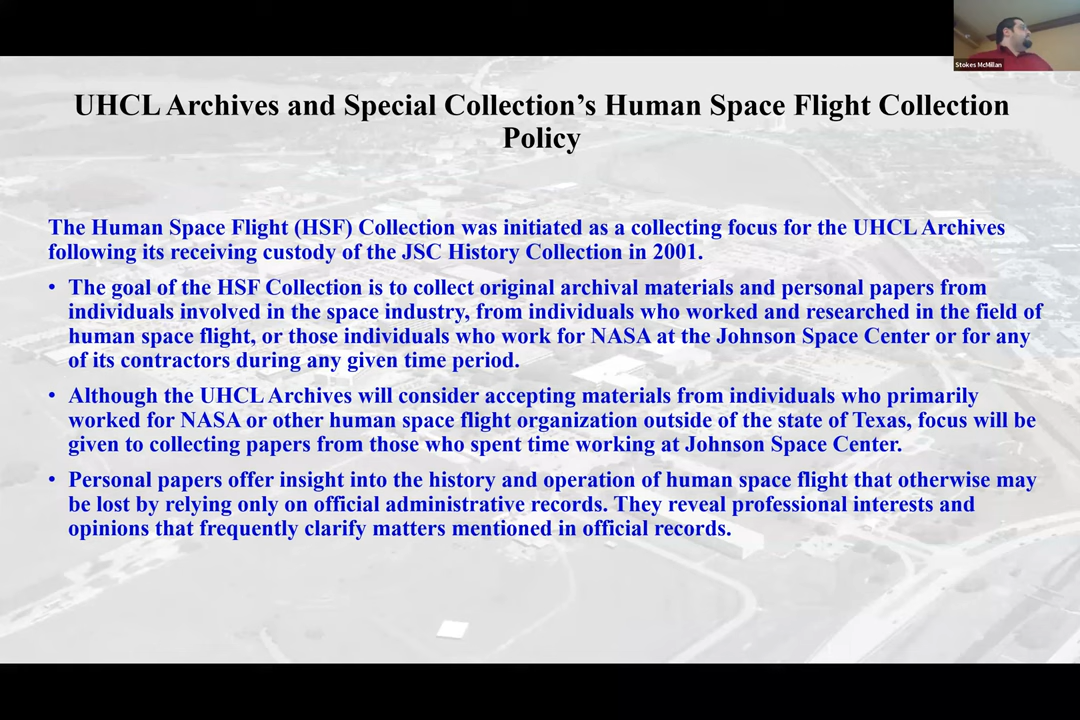 Stokes McMillan
UHCL Archives and Special Collection’s Human Space Flight Collection
Policy
The Human Space Flight (HSF) Collection was initiated as a collecting focus for the UHCL Archives
following its receiving custody of the JSC History Collection in 2001.
• The goal of the HSF Collection is to collect original archival materials and personal papers from
individuals involved in the space industry, from individuals who worked and researched in the field of
human space flight, or those individuals who work for NASA at the Johnson Space Center or for any
of its contractors during any given time period.
• Although the UHCL Archives will consider accepting materials from individuals who primarily
worked for NASA or other human space flight organization outside of the state of Texas, focus will be
given to collecting papers from those who spent time working at Johnson Space Center.
• Personal papers offer insight into the history and operation of human space flight that otherwise may
be lost by relying only on official administrative records. They reveal professional interests and
opinions that frequently clarify matters mentioned in official records.